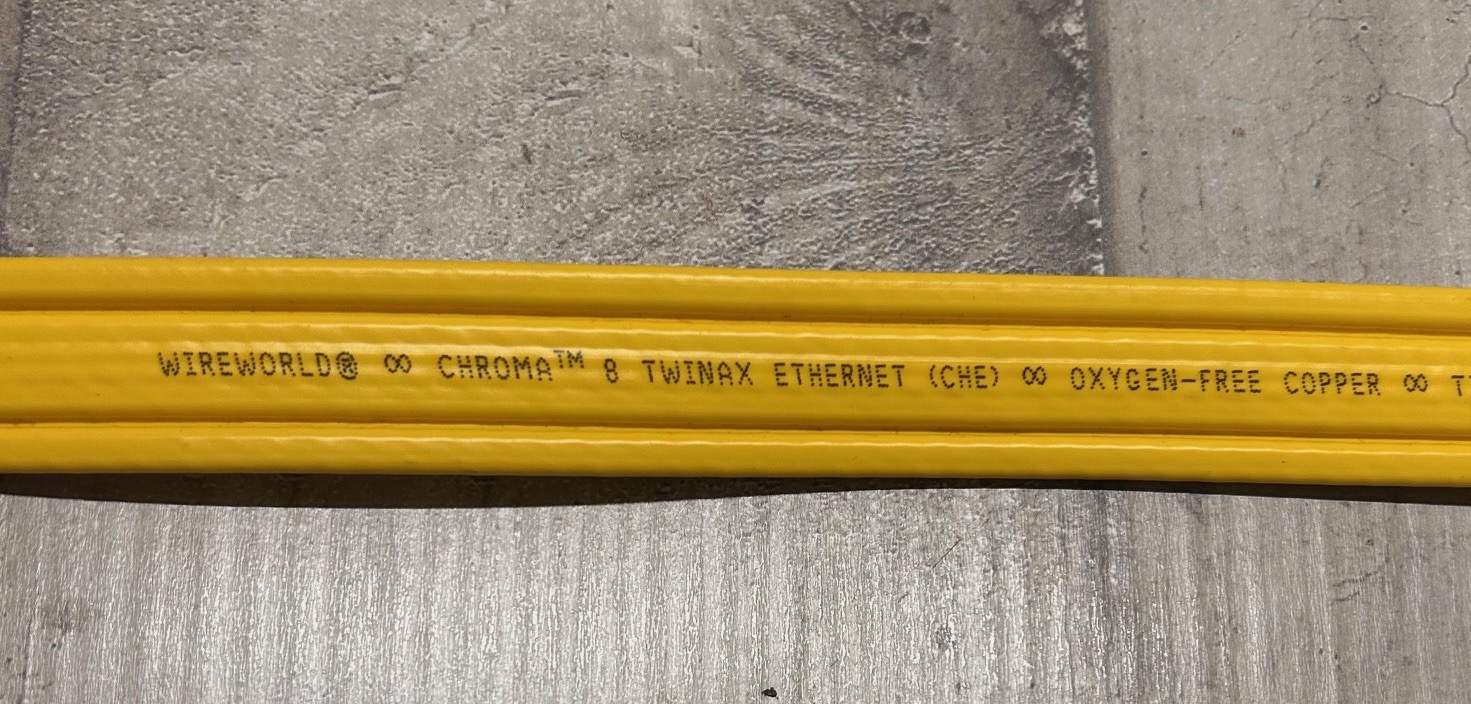 WIREWORLD® ∞ CHROMA™ 8 TWINAX ETHERNET (CHE) ∞ OXYGEN-FREE COPPER ∞